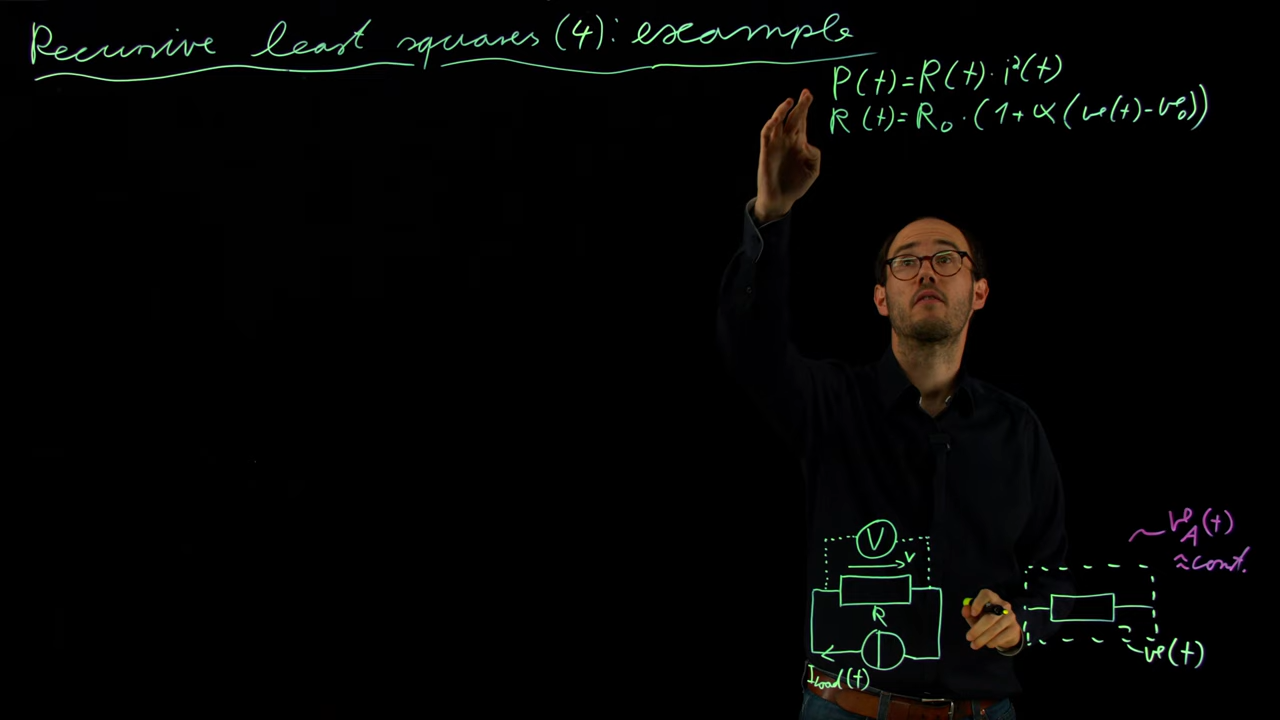 Recursive least squares (4): example
P(t)=R(t)·i²(t)
R(t)=R₀·(1+α(ϑ(t)-ϑ₀))
V
v
R
I_load(t)
~ϑ_A(t)
≈const.
ϑ(t)